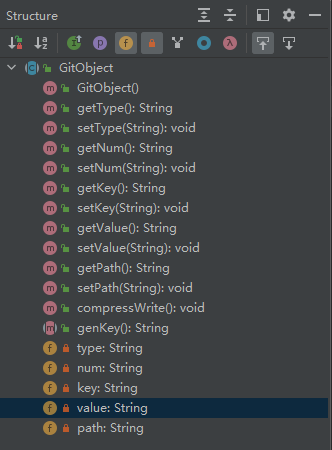 Structure
GitObject
GitObject()
getType(): String
setType(String): void
getNum(): String
setNum(String): void
getKey(): String
setKey(String): void
getValue(): String
setValue(String): void
getPath(): String
setPath(String): void
compressWrite(): void
genKey(): String
type: String
num: String
key: String
value: String
path: String